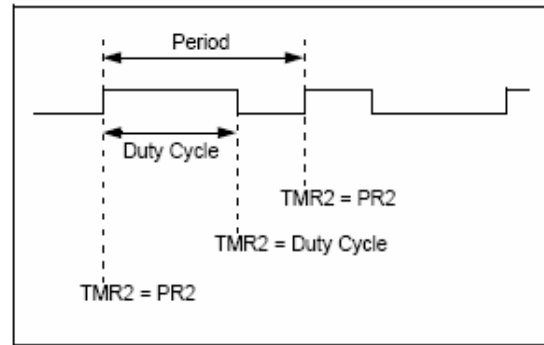 Period
Duty Cycle
TMR2 = PR2
TMR2 = Duty Cycle
TMR2 = PR2